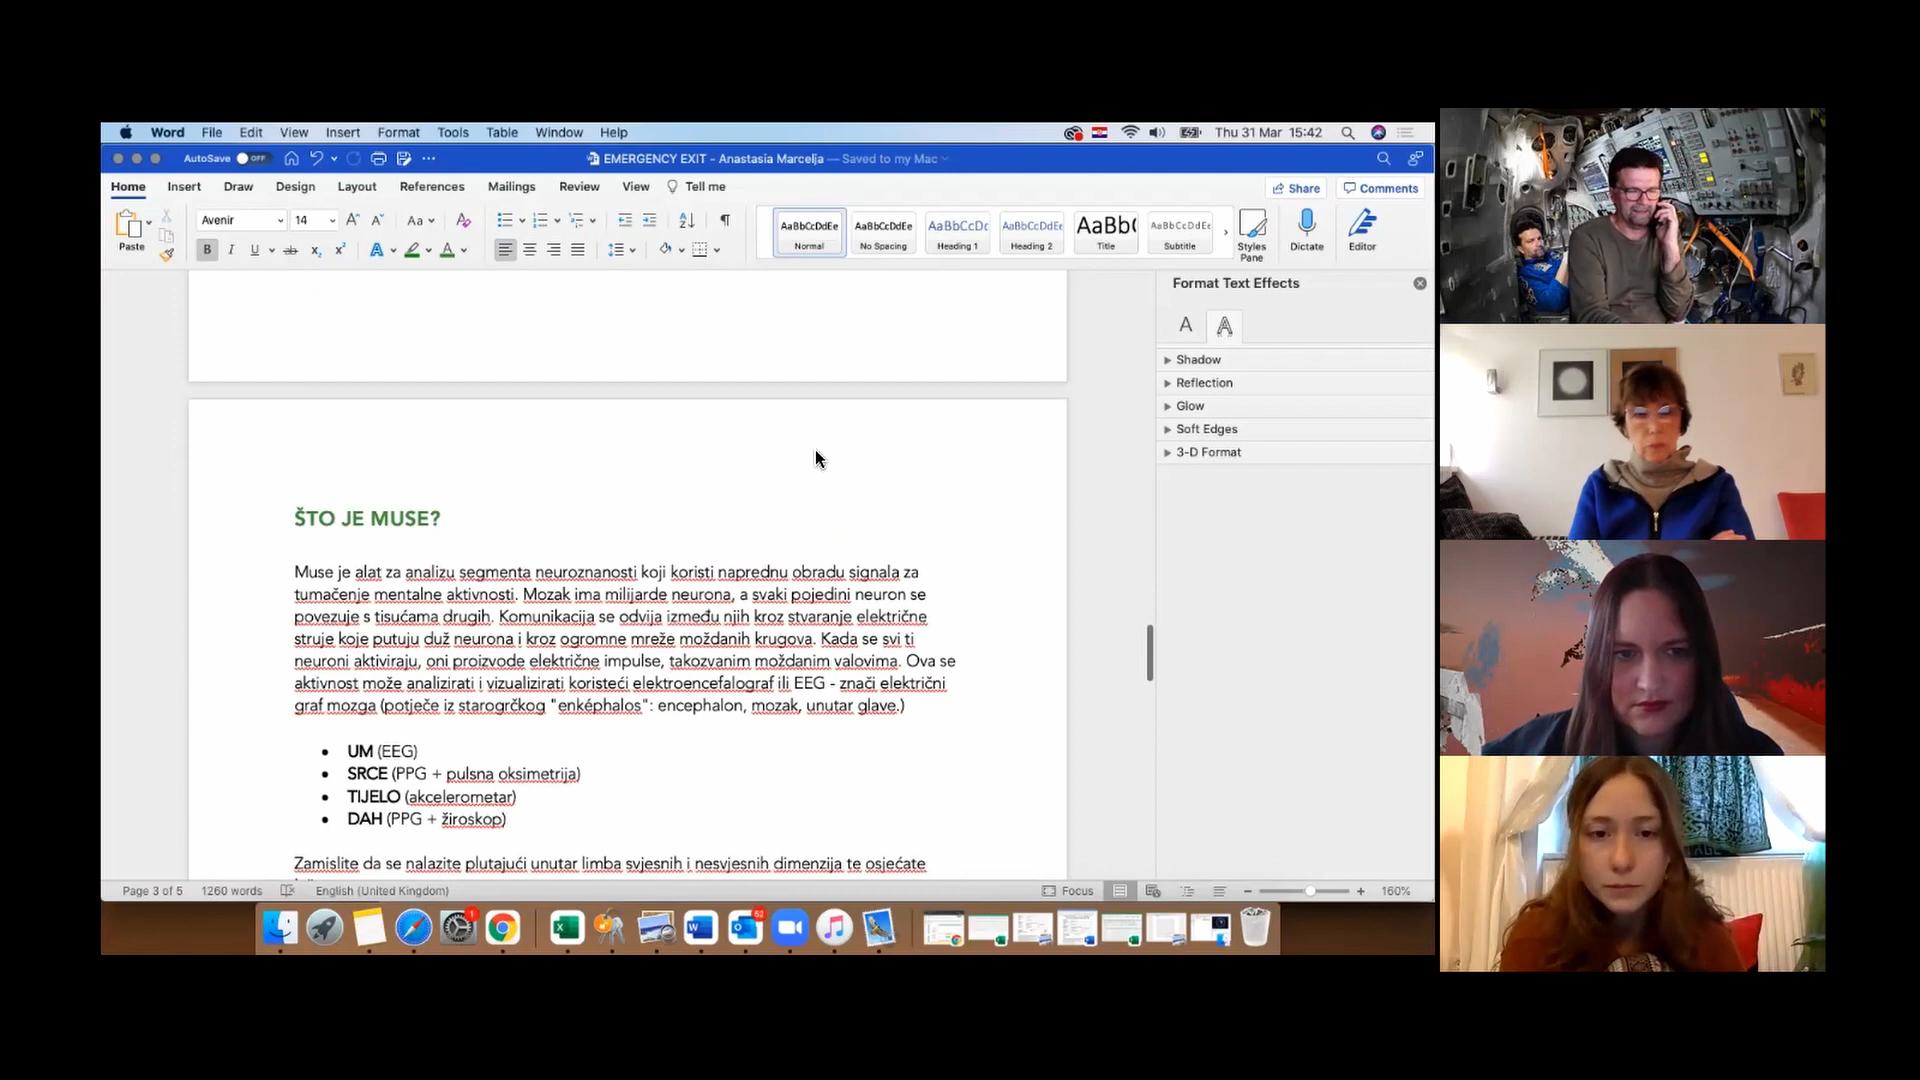 Word File Edit View Insert Format Tools Table Window Help Thu 31 Mar 15:42
AutoSave OFF EMERGENCY EXIT - Anastasia Marcelja — Saved to my Mac
Home Insert Draw Design Layout References Mailings Review View Tell me Share Comments
Paste Avenir 14 Aa
AaBbCcDdEe AaBbCcDdEe AaBbCcDc AaBbCcDdEe AaBb( AaBbCcDdEe
Normal No Spacing Heading 1 Heading 2 Title Subtitle Styles Pane Dictate Editor
Format Text Effects
Shadow
Reflection
Glow
Soft Edges
3-D Format
ŠTO JE MUSE?
Muse je alat za analizu segmenta neuroznanosti koji koristi naprednu obradu signala za
tumačenje mentalne aktivnosti. Mozak ima milijarde neurona, a svaki pojedini neuron se
povezuje s tisućama drugih. Komunikacija se odvija između njih kroz stvaranje električne
struje koje putuju duž neurona i kroz ogromne mreže moždanih krugova. Kada se svi ti
neuroni aktiviraju, oni proizvode električne impulse, takozvanim moždanim valovima. Ova se
aktivnost može analizirati i vizualizirati koristeći elektroencefalograf ili EEG - znači električni
graf mozga (potječe iz starogrčkog "enképhalos": encephalon, mozak, unutar glave.)
• UM (EEG)
• SRCE (PPG + pulsna oksimetrija)
• TIJELO (akcelerometar)
• DAH (PPG + žiroskop)
Zamislite da se nalazite plutajući unutar limba svjesnih i nesvjesnih dimenzija te osjećate
Page 3 of 5 1260 words English (United Kingdom) Focus 160%
1 52